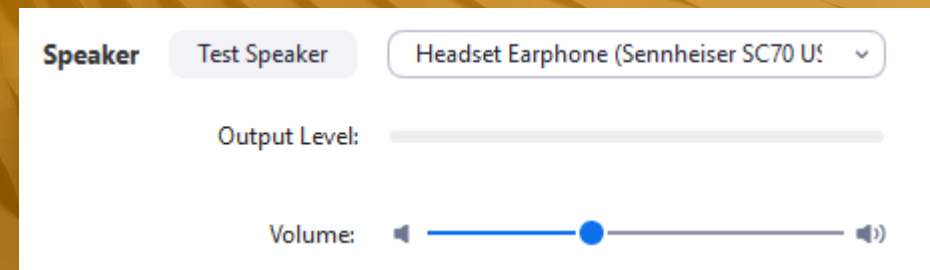 Speaker Test Speaker Headset Earphone (Sennheiser SC70 US
Output Level:
Volume: